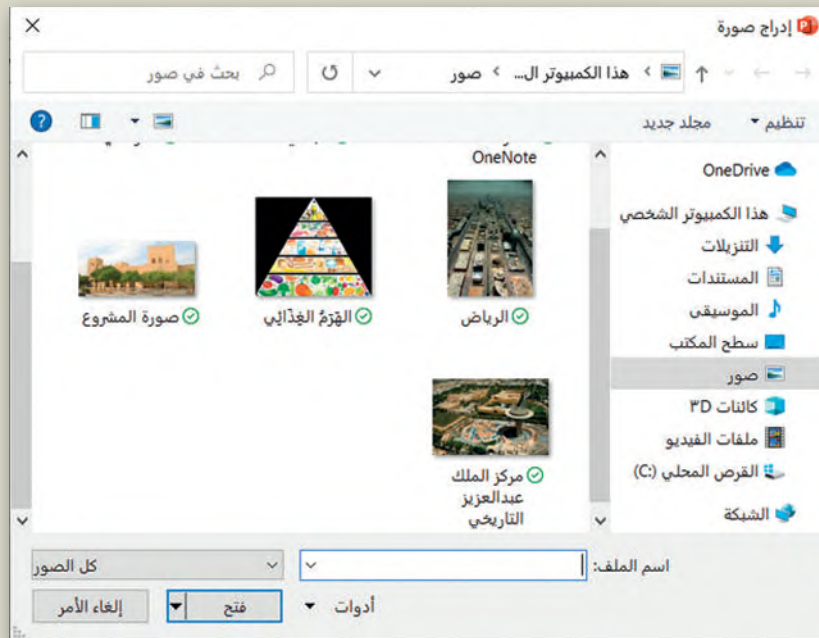 إدراج صورة
هذا الكمبيوتر ال... صور
بحث في صور
تنظيم
مجلد جديد
OneDrive
هذا الكمبيوتر الشخصي
التنزيلات
المستندات
الموسيقى
سطح المكتب
صور
كائنات ٣D
ملفات الفيديو
القرص المحلي (C:)
الشبكة
OneNote
الرياض
الهَرَمُ الغِذَائِي
صورة المشروع
مركز الملك
عبدالعزيز
التاريخي
اسم الملف:
كل الصور
أدوات
فتح
إلغاء الأمر